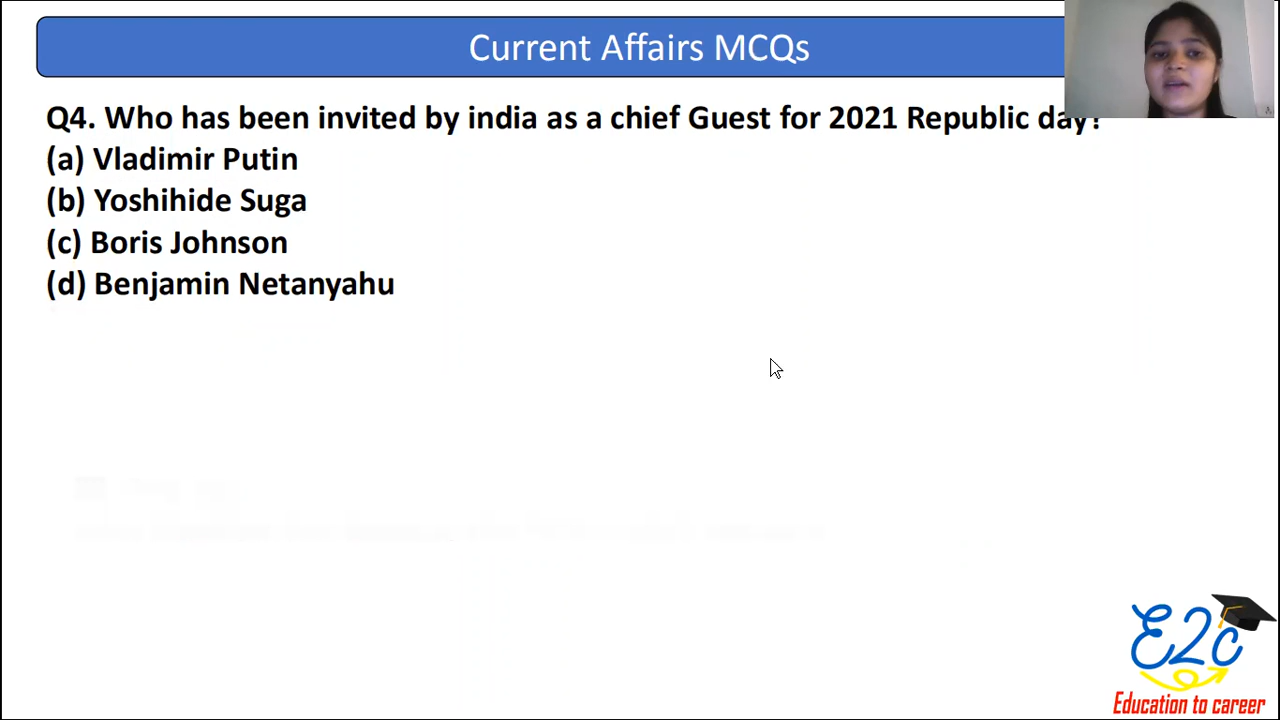 Current Affairs MCQs
Q4. Who has been invited by india as a chief Guest for 2021 Republic day?
(a) Vladimir Putin
(b) Yoshihide Suga
(c) Boris Johnson
(d) Benjamin Netanyahu
E2c
Education to career